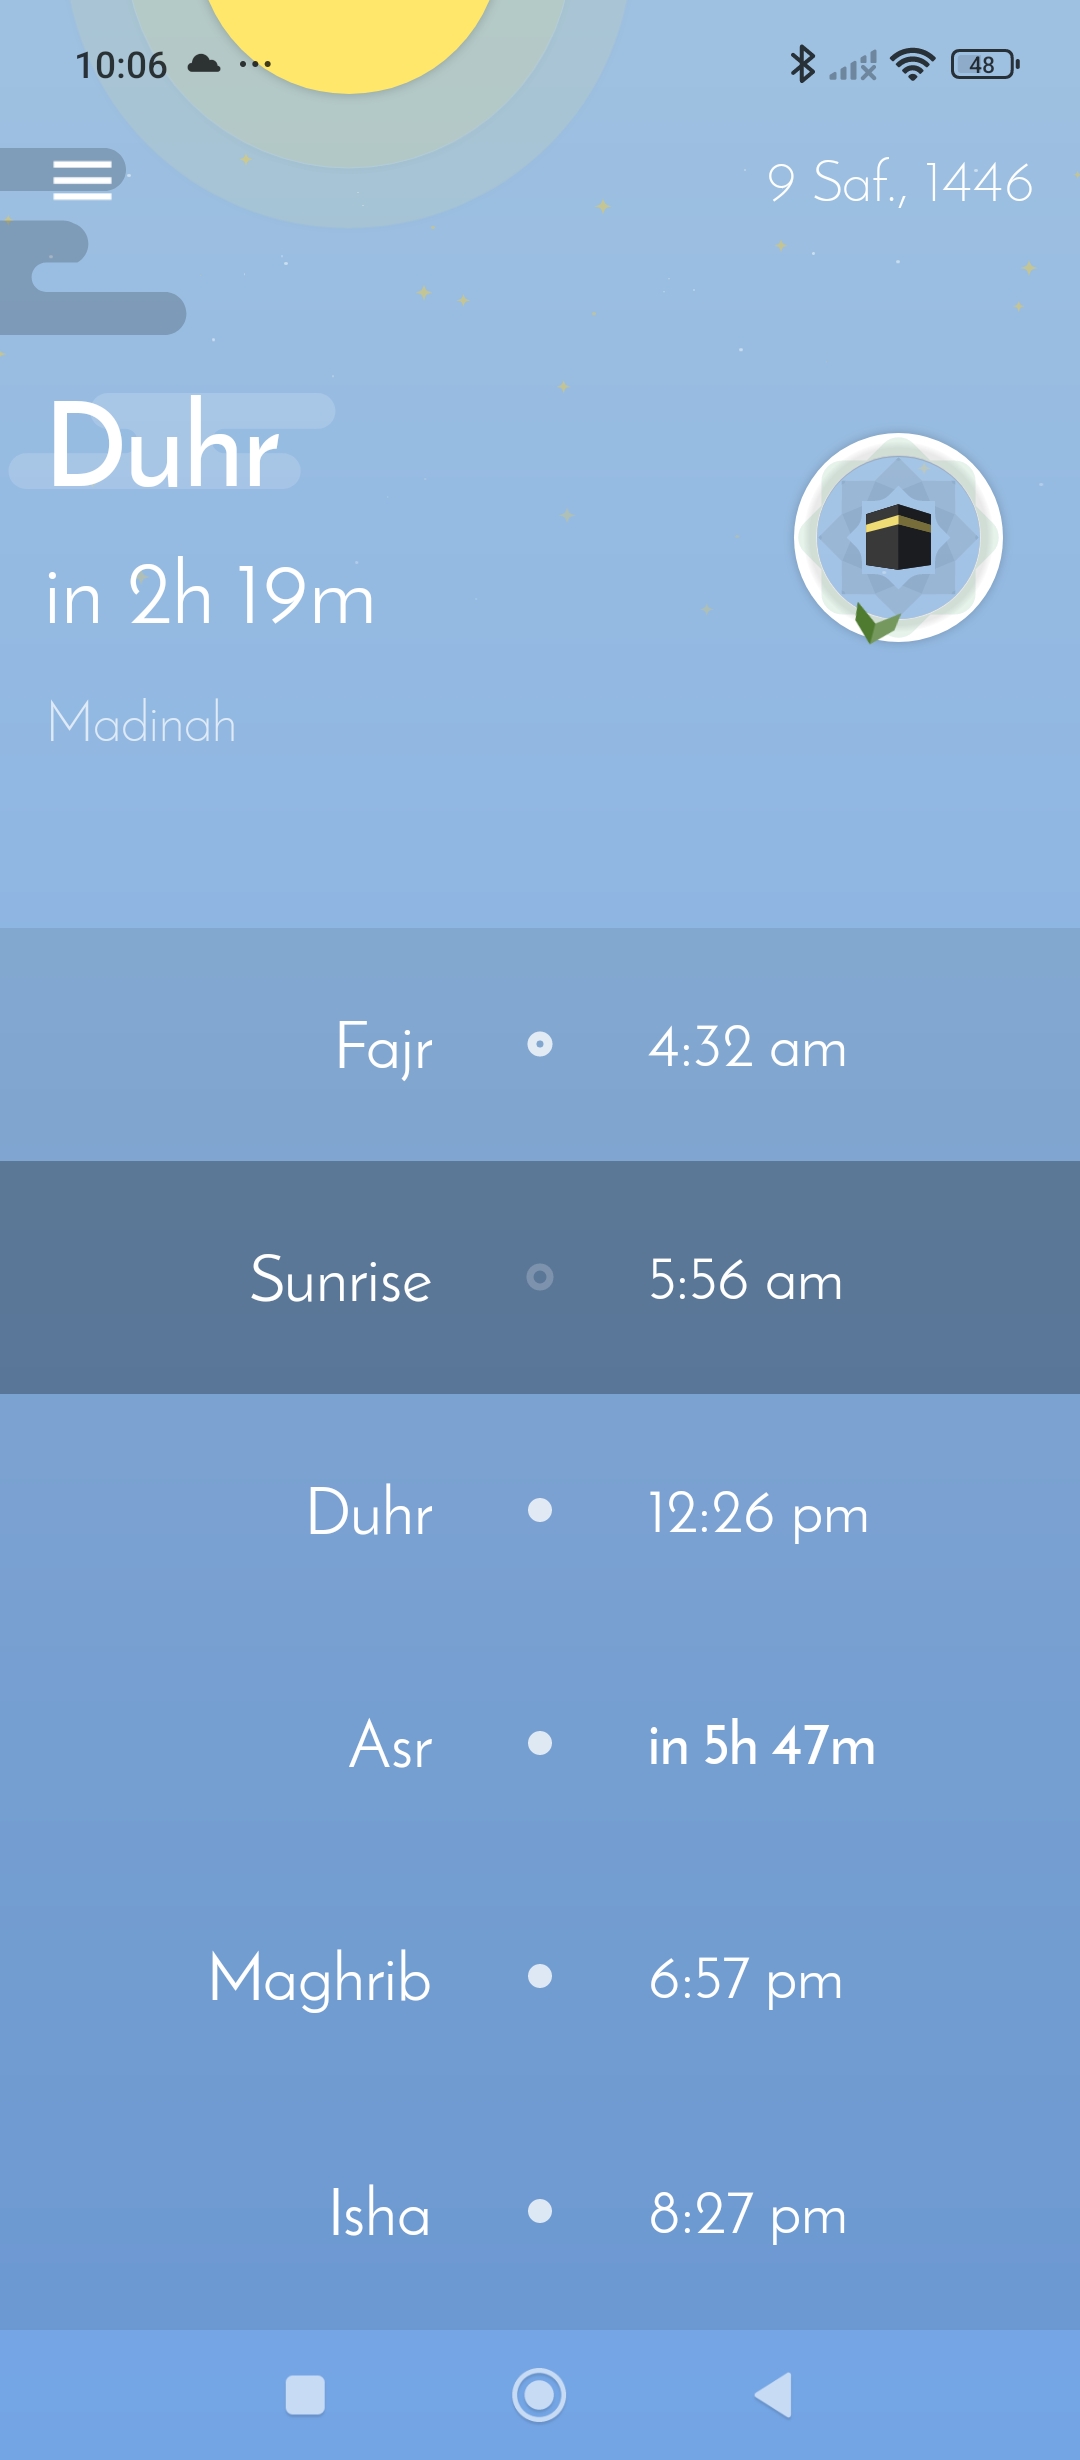 10:06
48
9 Saf., 1446
Duhr
in 2h 19m
Madinah
Fajr 4:32 am
Sunrise 5:56 am
Duhr 12:26 pm
Asr in 5h 47m
Maghrib 6:57 pm
Isha 8:27 pm